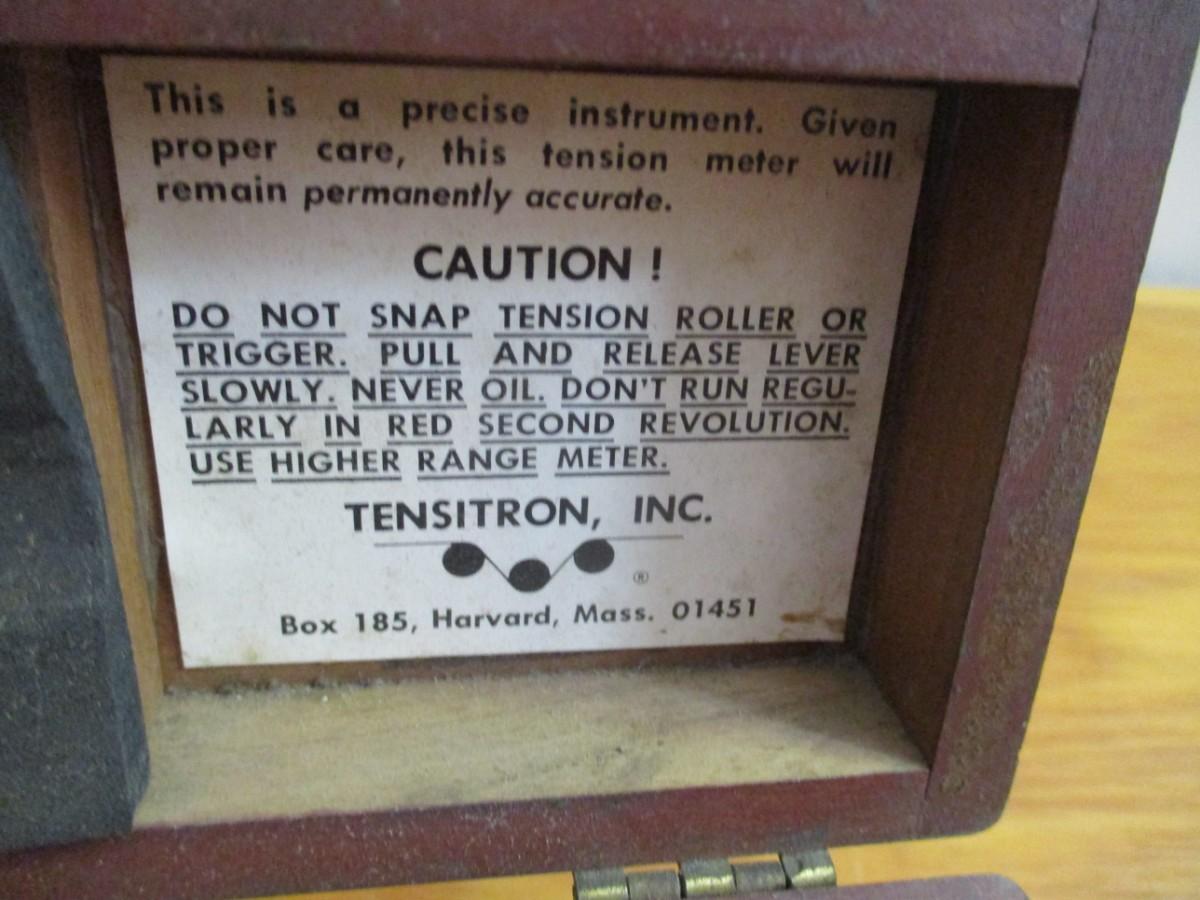 This is a precise instrument. Given
proper care, this tension meter will
remain permanently accurate.
CAUTION !
DO NOT SNAP TENSION ROLLER OR
TRIGGER. PULL AND RELEASE LEVER
SLOWLY. NEVER OIL. DON'T RUN REGU-
LARLY IN RED SECOND REVOLUTION.
USE HIGHER RANGE METER.
TENSITRON, INC.
®
Box 185, Harvard, Mass. 01451